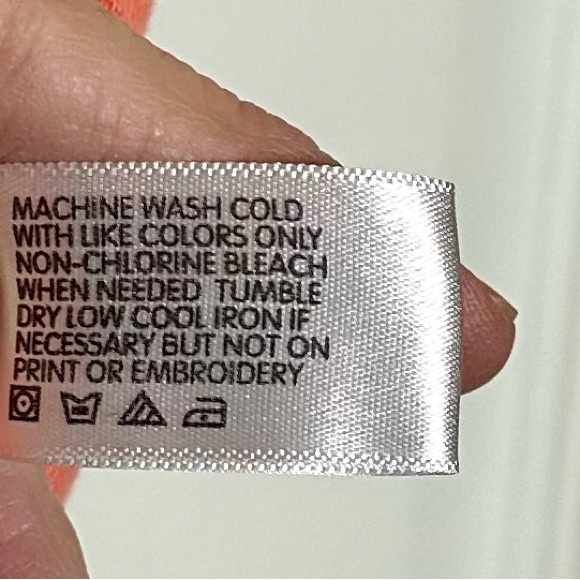 MACHINE WASH COLD
WITH LIKE COLORS ONLY
NON-CHLORINE BLEACH
WHEN NEEDED TUMBLE
DRY LOW COOL IRON IF
NECESSARY BUT NOT ON
PRINT OR EMBROIDERY